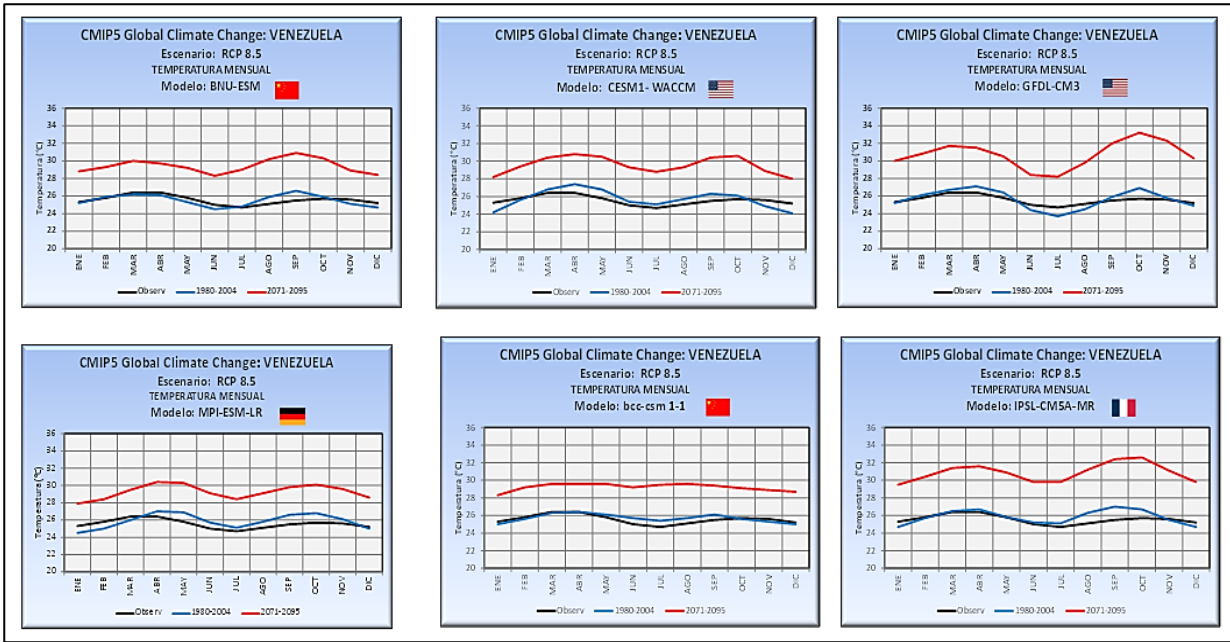 CMIP5 Global Climate Change: VENEZUELA
Escenario: RCP 8.5
TEMPERATURA MENSUAL
Modelo: BNU-ESM
36
34
32
30
28
26
24
22
20
Temperatura (°C)
ENE
FEB
MAR
ABR
MAY
JUN
JUL
AGO
SEP
OCT
NOV
DIC
Observ 1980-2004 2071-2095
CMIP5 Global Climate Change: VENEZUELA
Escenario: RCP 8.5
TEMPERATURA MENSUAL
Modelo: CESM1- WACCM
36
34
32
30
28
26
24
22
20
Temperatura (°C)
ENE
FEB
MAR
ABR
MAY
JUN
JUL
AGO
SEP
OCT
NOV
DIC
Observ 1980-2004 2071-2095
CMIP5 Global Climate Change: VENEZUELA
Escenario: RCP 8.5
TEMPERATURA MENSUAL
Modelo: GFDL-CM3
36
34
32
30
28
26
24
22
20
Temperatura (°C)
ENE
FEB
MAR
ABR
MAY
JUN
JUL
AGO
SEP
OCT
NOV
DIC
Observ 1980-2004 2071-2095
CMIP5 Global Climate Change: VENEZUELA
Escenario: RCP 8.5
TEMPERATURA MENSUAL
Modelo: MPI-ESM-LR
36
34
32
30
28
26
24
22
20
Temperatura (°C)
ENE
FEB
MAR
ABR
MAY
JUN
JUL
AGO
SEP
OCT
NOV
DIC
Observ 1980-2004 2071-2095
CMIP5 Global Climate Change: VENEZUELA
Escenario: RCP 8.5
TEMPERATURA MENSUAL
Modelo: bcc-csm 1-1
36
34
32
30
28
26
24
22
20
Temperatura (°C)
ENE
FEB
MAR
ABR
MAY
JUN
JUL
AGO
SEP
OCT
NOV
DIC
Observ 1980-2004 2071-2095
CMIP5 Global Climate Change: VENEZUELA
Escenario: RCP 8.5
TEMPERATURA MENSUAL
Modelo: IPSL-CM5A-MR
36
34
32
30
28
26
24
22
20
Temperatura (°C)
ENE
FEB
MAR
ABR
MAY
JUN
JUL
AGO
SEP
OCT
NOV
DIC
Observ 1980-2004 2071-2095